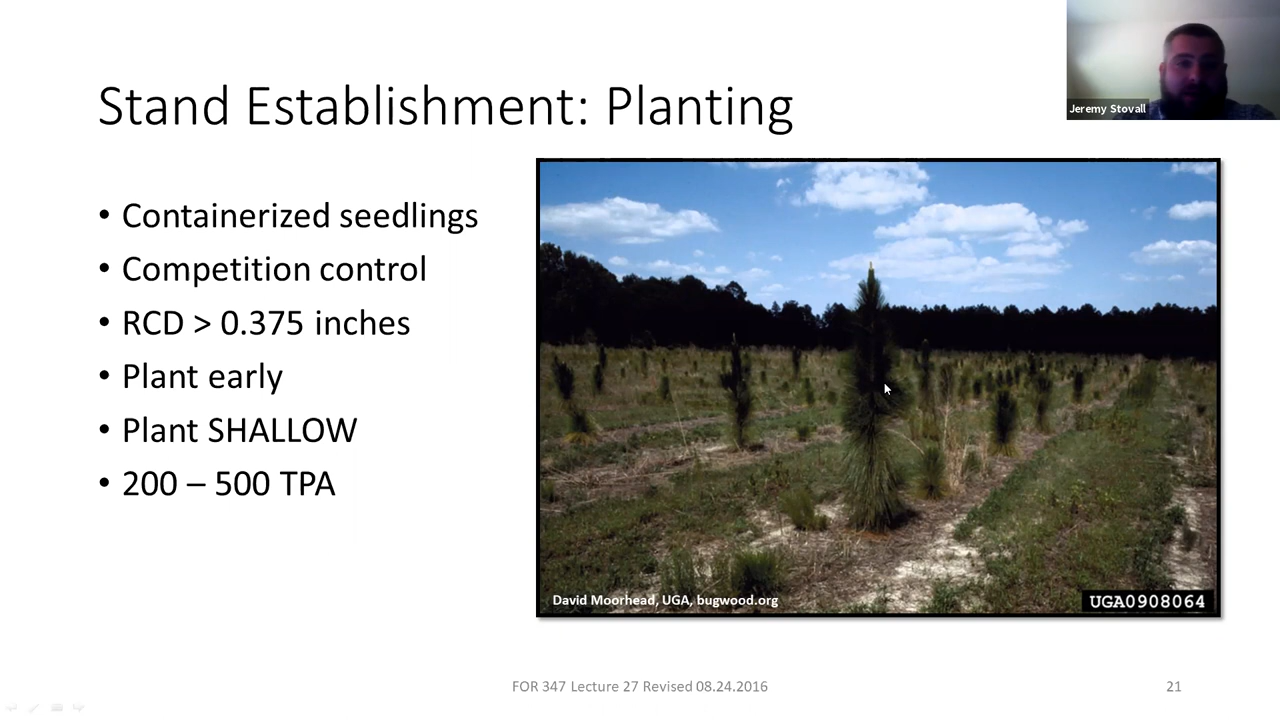 Jeremy Stovall
Stand Establishment: Planting
• Containerized seedlings
• Competition control
• RCD > 0.375 inches
• Plant early
• Plant SHALLOW
• 200 – 500 TPA
David Moorhead, UGA, bugwood.org
UGA0908064
FOR 347 Lecture 27 Revised 08.24.2016
21